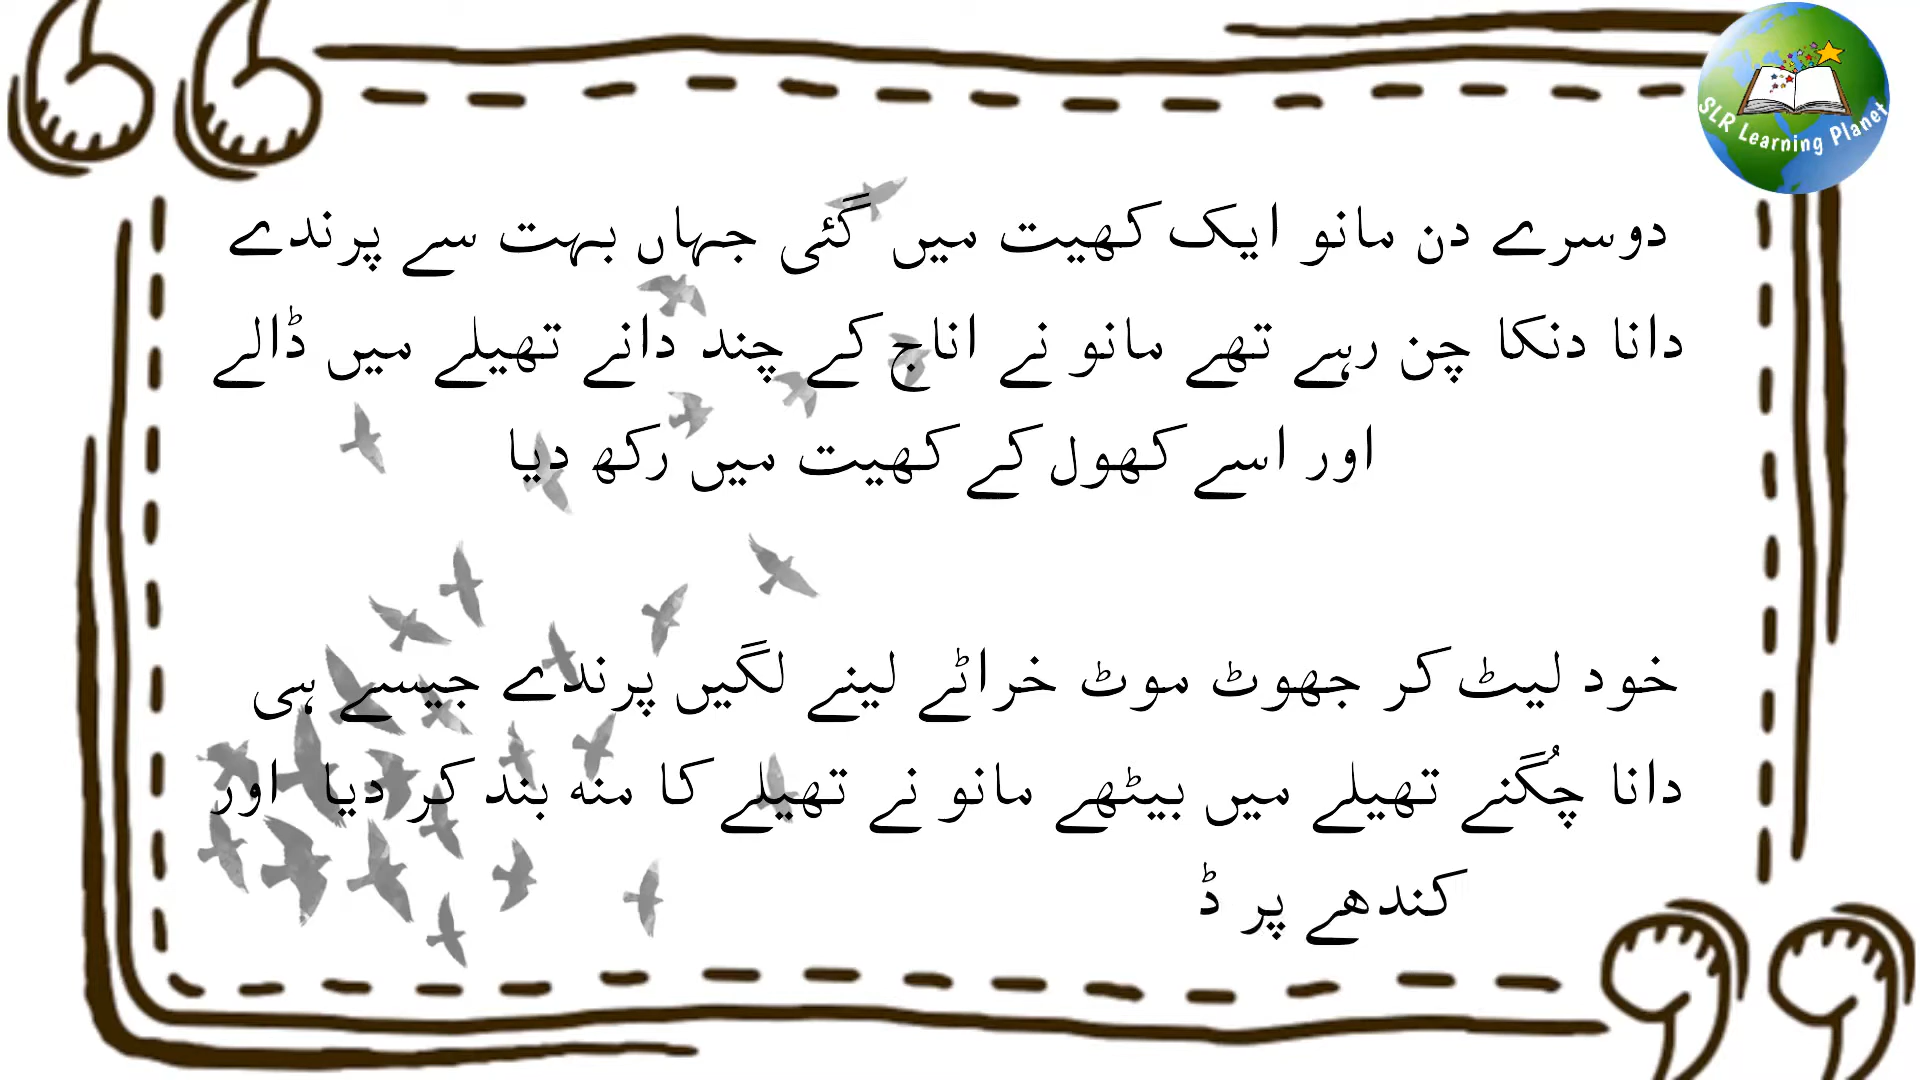 SLR Learning Planet
دوسرے دن مانو ایک کھیت میں گئی جہاں بہت سے پرندے
دانا دنکا چن رہے تھے مانو نے اناج کے چند دانے تھیلے میں ڈالے
اور اسے کھول کے کھیت میں رکھ دیا
خود لیٹ کر جھوٹ موٹ خراٹے لینے لگیں پرندے جیسے ہی
دانا چُگنے تھیلے میں بیٹھے مانو نے تھیلے کا منہ بند کر دیا اور
کندھے پر ڈ